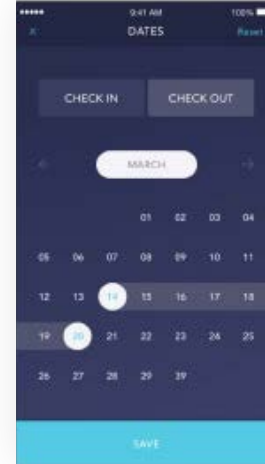 9:41 AM 100%
× DATES Reset
CHECK IN CHECK OUT
← MARCH →
01 02 03 04
05 06 07 08 09 10 11
12 13 14 15 16 17 18
19 20 21 22 23 24 25
26 27 28 29 39
SAVE